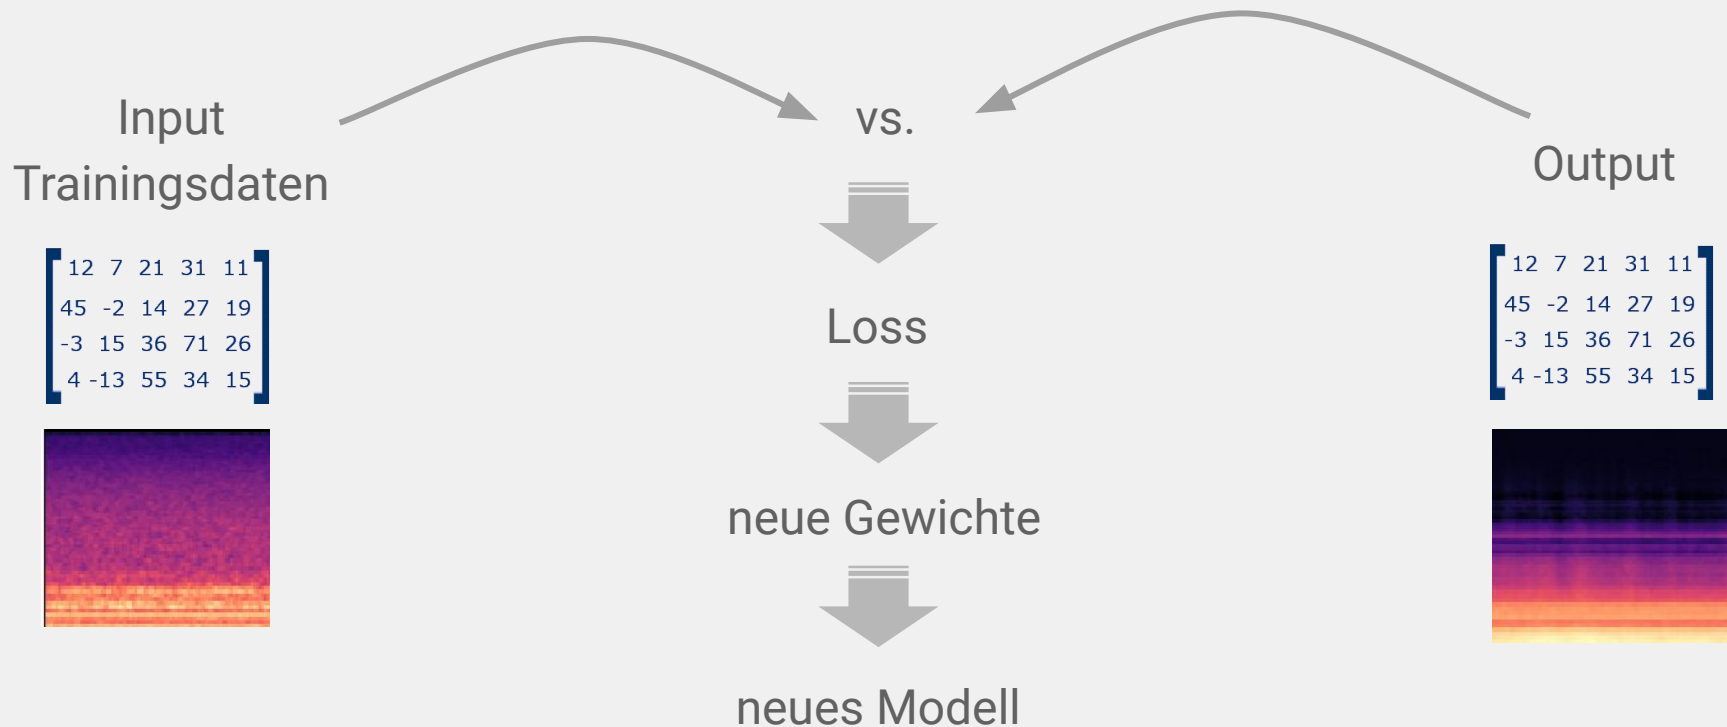 Input
Trainingsdaten
12 7 21 31 11
45 -2 14 27 19
-3 15 36 71 26
4 -13 55 34 15
vs.
Loss
neue Gewichte
neues Modell
Output
12 7 21 31 11
45 -2 14 27 19
-3 15 36 71 26
4 -13 55 34 15